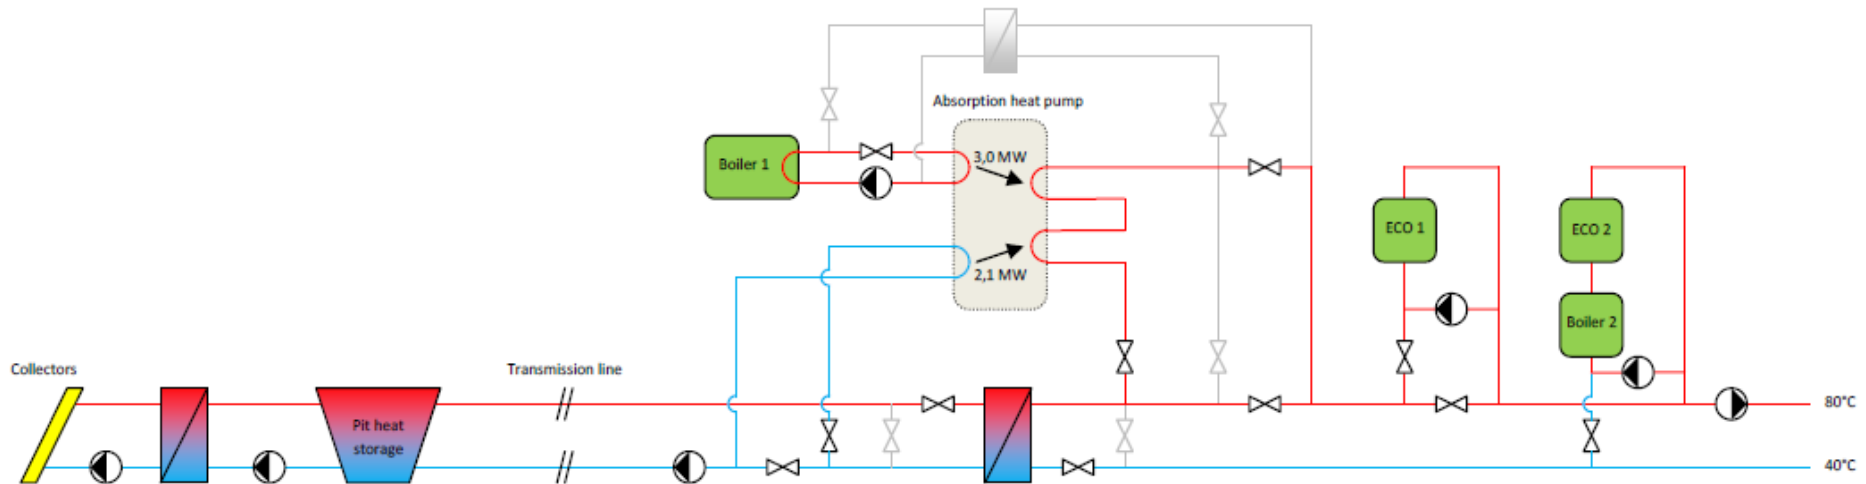 Absorption heat pump
Boiler 1
3,0 MW
2,1 MW
ECO 1
ECO 2
Boiler 2
Collectors
Transmission line
Pit heat
storage
80°C
40°C